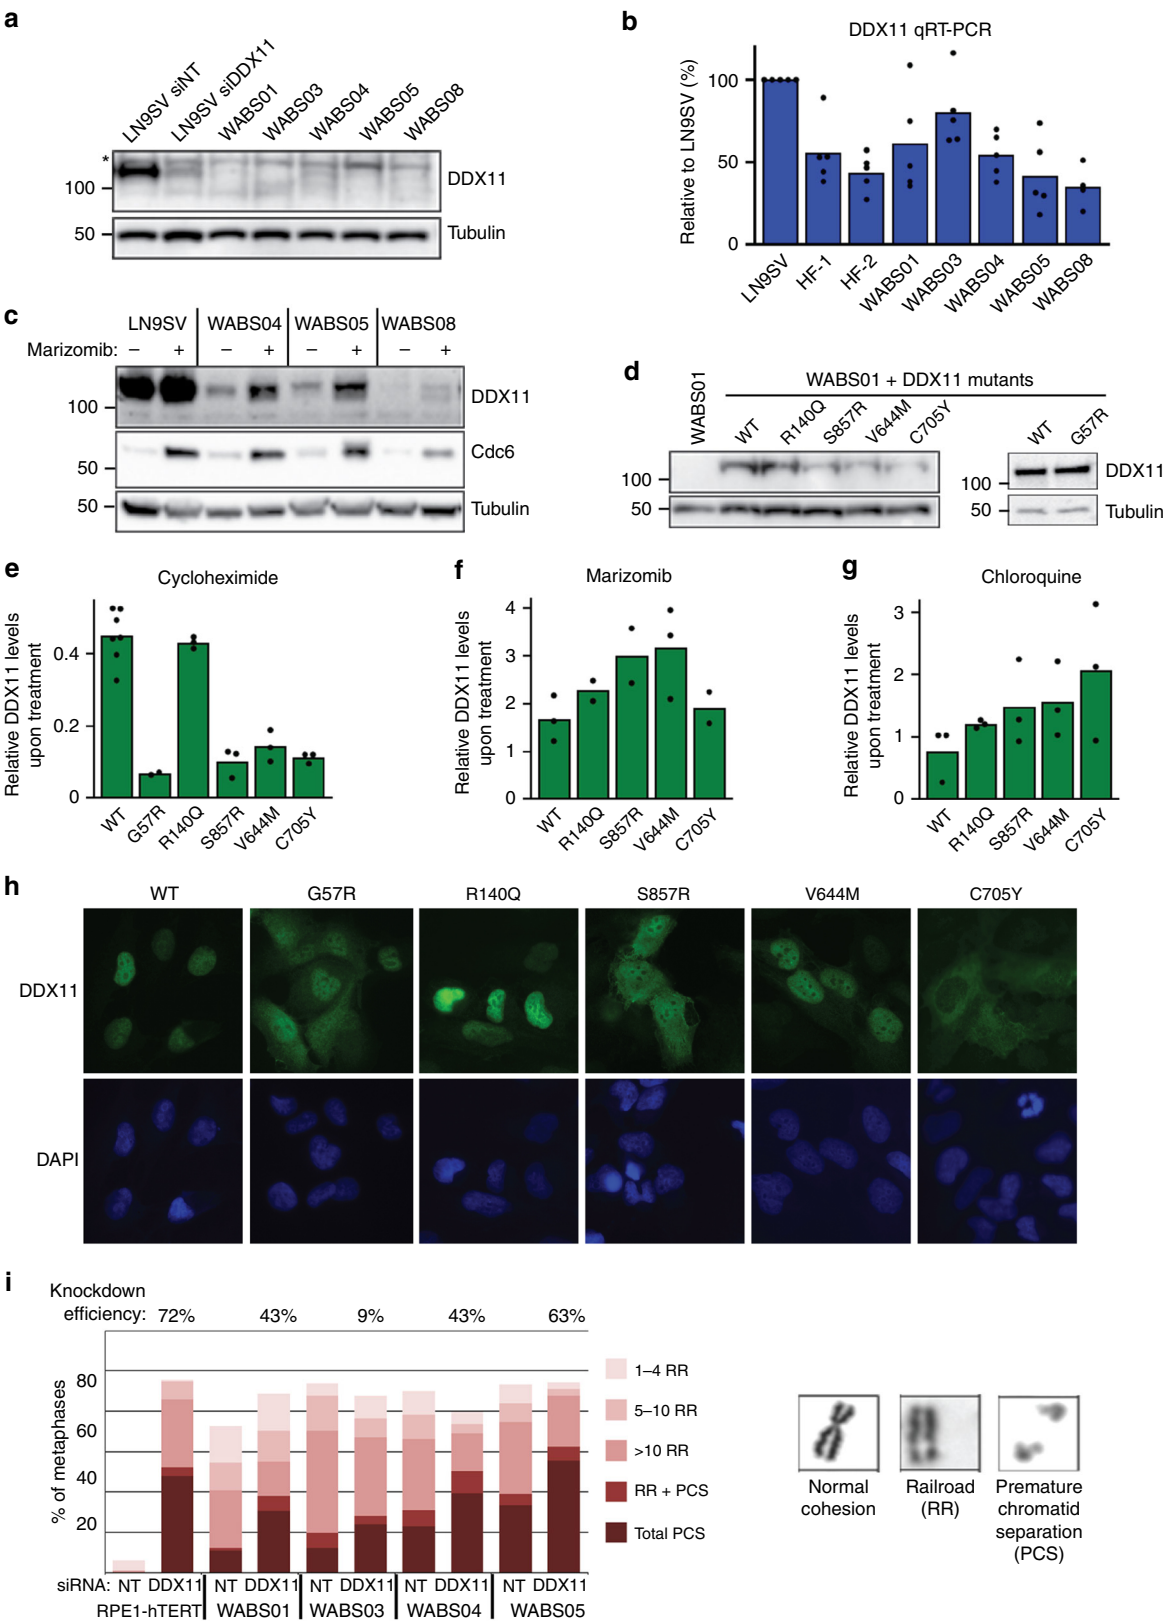 a
LN9SV siNT
LN9SV siDDX11
WABS01
WABS03
WABS04
WABS05
WABS08
*
100
DDX11
50
Tubulin
b
DDX11 qRT-PCR
Relative to LN9SV (%)
100
50
0
LN9SV
HF-1
HF-2
WABS01
WABS03
WABS04
WABS05
WABS08
c
LN9SV WABS04 WABS05 WABS08
Marizomib: – + – + – + – +
100
DDX11
50
Cdc6
50
Tubulin
d
WABS01
WABS01 + DDX11 mutants
WT
R140Q
S857R
V644M
C705Y
WT
G57R
100
100
DDX11
50
50
Tubulin
e
Cycloheximide
Relative DDX11 levels
upon treatment
0.4
0.2
0
WT
G57R
R140Q
S857R
V644M
C705Y
f
Marizomib
Relative DDX11 levels
upon treatment
4
3
2
1
0
WT
R140Q
S857R
V644M
C705Y
g
Chloroquine
Relative DDX11 levels
upon treatment
3
2
1
0
WT
R140Q
S857R
V644M
C705Y
h
WT G57R R140Q S857R V644M C705Y
DDX11
DAPI
i
Knockdown
efficiency: 72% 43% 9% 43% 63%
% of metaphases
80
60
40
20
1–4 RR
5–10 RR
>10 RR
RR + PCS
Total PCS
siRNA: NT DDX11 NT DDX11 NT DDX11 NT DDX11 NT DDX11
RPE1-hTERT WABS01 WABS03 WABS04 WABS05
Normal
cohesion
Railroad
(RR)
Premature
chromatid
separation
(PCS)